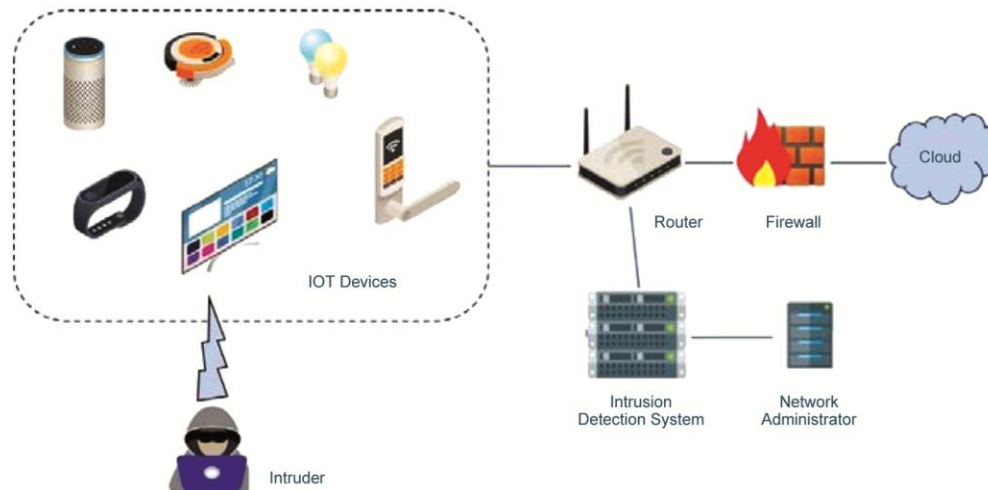 IOT Devices
Router
Firewall
Cloud
Intrusion
Detection System
Network
Administrator
Intruder